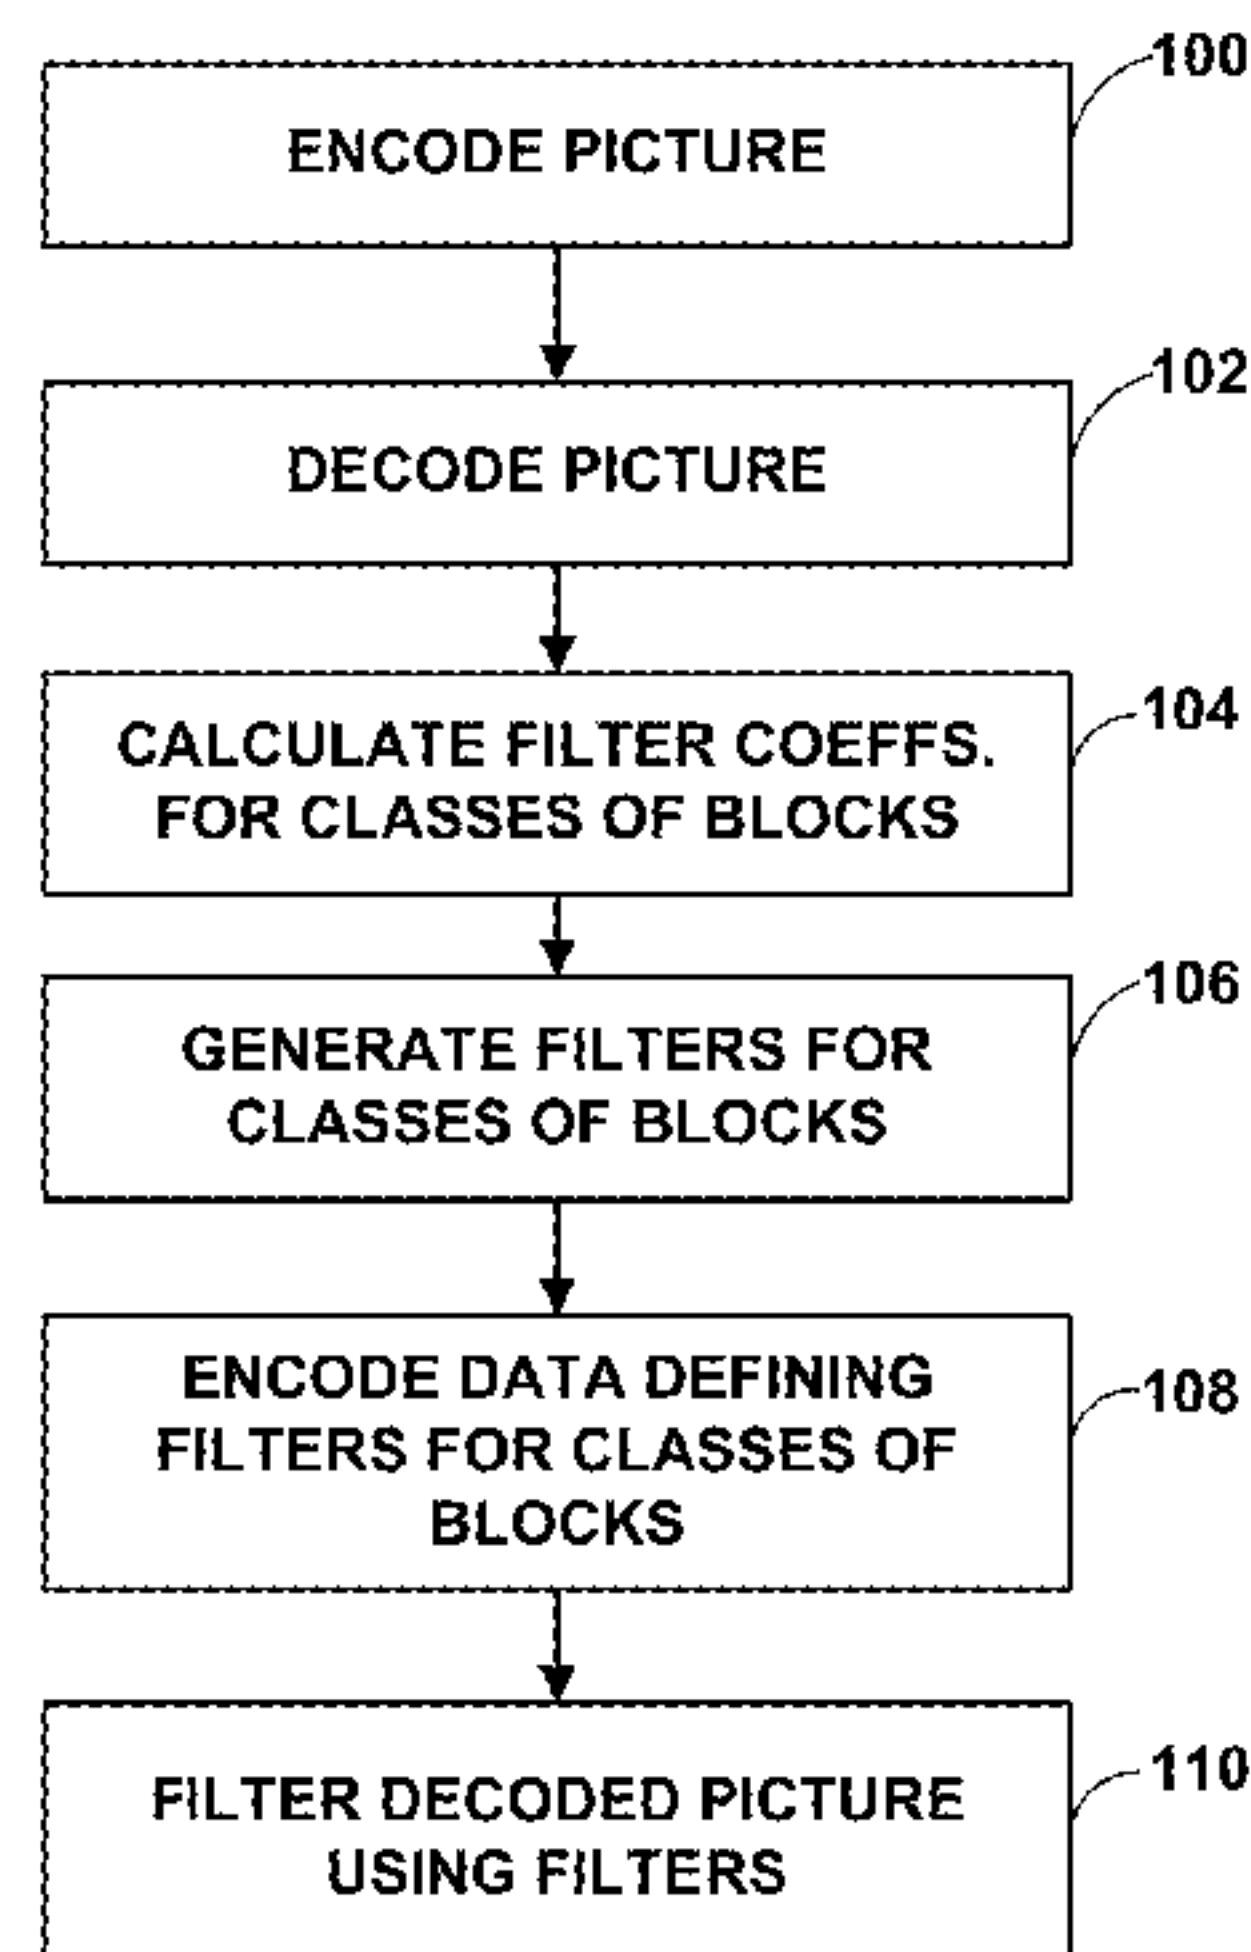 100
ENCODE PICTURE
102
DECODE PICTURE
104
CALCULATE FILTER COEFFS.
FOR CLASSES OF BLOCKS
106
GENERATE FILTERS FOR
CLASSES OF BLOCKS
108
ENCODE DATA DEFINING
FILTERS FOR CLASSES OF
BLOCKS
110
FILTER DECODED PICTURE
USING FILTERS